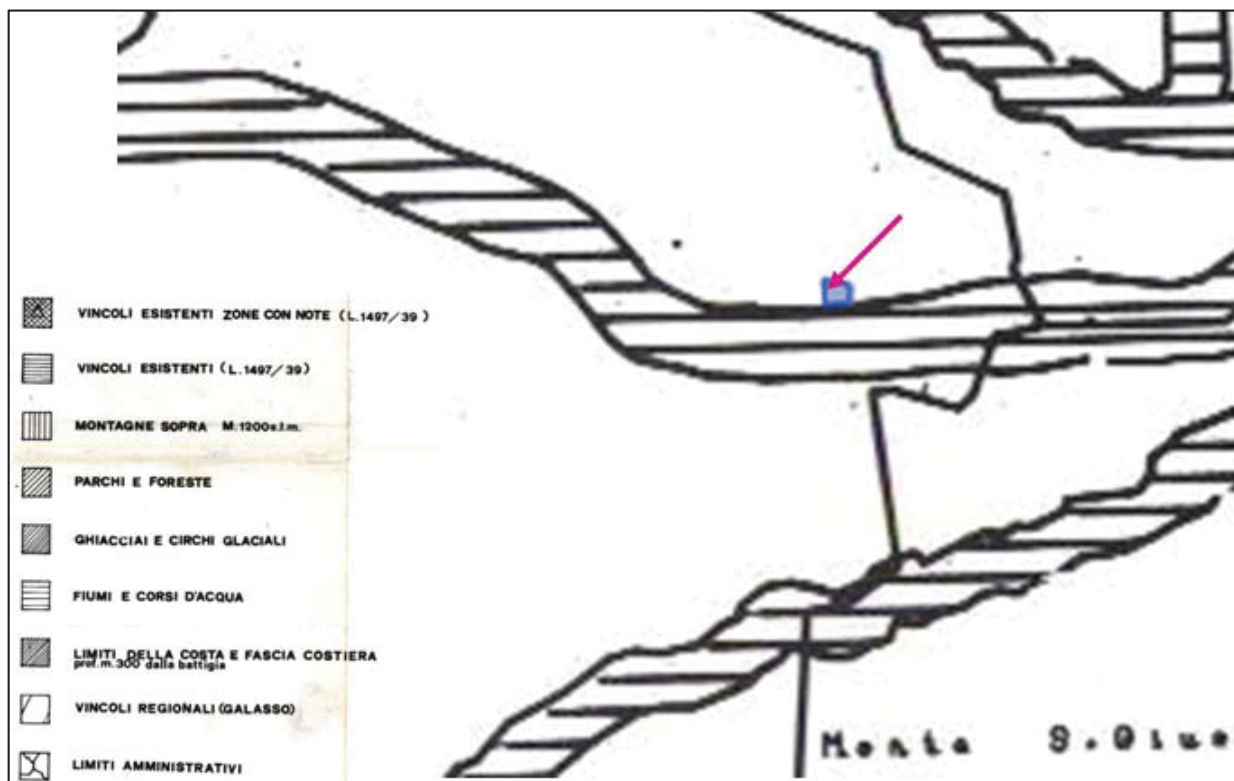 VINCOLI ESISTENTI ZONE CON NOTE (L.1497/39)
VINCOLI ESISTENTI (L.1497/39)
MONTAGNE SOPRA M.1200s.l.m.
PARCHI E FORESTE
GHIACCIAI E CIRCHI GLACIALI
FIUMI E CORSI D'ACQUA
LIMITI DELLA COSTA E FASCIA COSTIERA
prof.m.300 dalla battigia
VINCOLI REGIONALI (GALASSO)
LIMITI AMMINISTRATIVI
Monte S.Giue